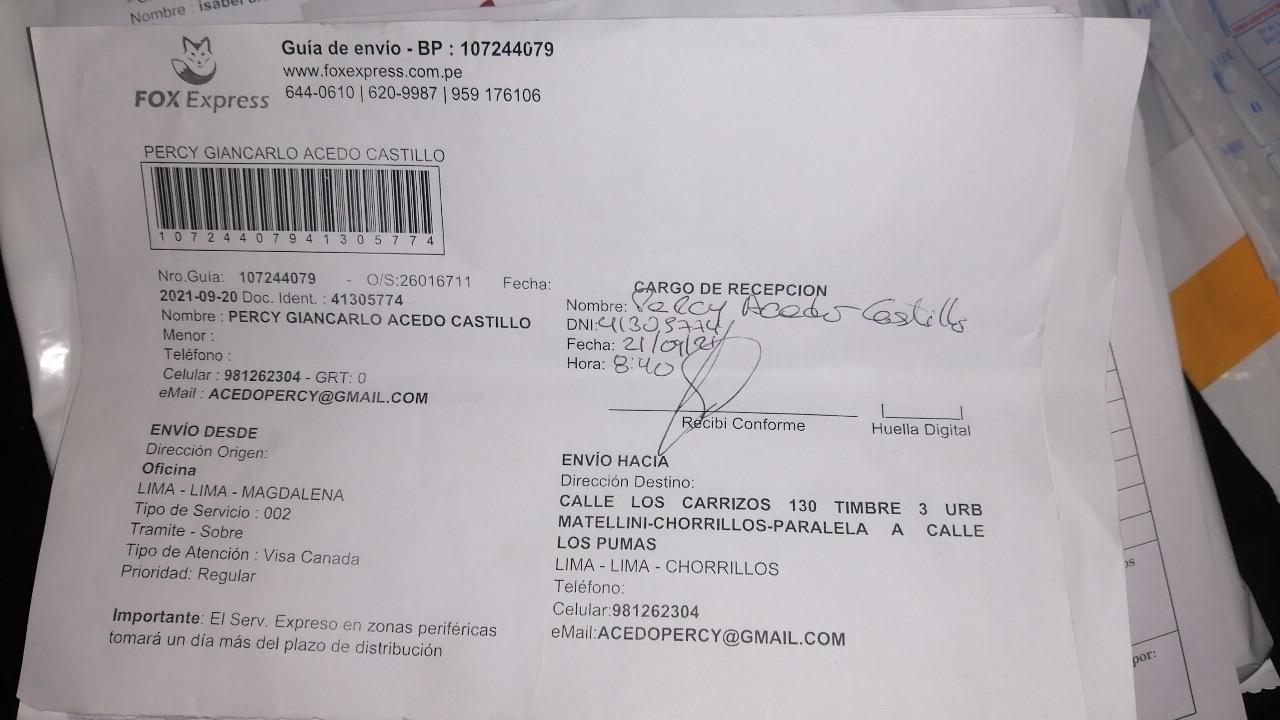 Nombre : isabel
FOX Express
Guía de envío - BP : 107244079
www.foxexpress.com.pe
644-0610 | 620-9987 | 959 176106
PERCY GIANCARLO ACEDO CASTILLO
10724407941305774
Nro.Guía: 107244079 - O/S:26016711 Fecha:
2021-09-20 Doc. Ident. : 41305774
Nombre : PERCY GIANCARLO ACEDO CASTILLO
Menor :
Teléfono :
Celular : 981262304 - GRT: 0
eMail : ACEDOPERCY@GMAIL.COM
CARGO DE RECEPCION
Nombre: Percy Acedo Castillo
DNI: 41305774
Fecha: 21/09/21
Hora: 8:40
Recibi Conforme
Huella Digital
ENVÍO DESDE
Dirección Origen:
Oficina
LIMA - LIMA - MAGDALENA
Tipo de Servicio : 002
Tramite - Sobre
Tipo de Atención : Visa Canada
Prioridad: Regular
Importante: El Serv. Expreso en zonas periféricas
tomará un día más del plazo de distribución
ENVÍO HACIA
Dirección Destino:
CALLE LOS CARRIZOS 130 TIMBRE 3 URB
MATELLINI-CHORRILLOS-PARALELA A CALLE
LOS PUMAS
LIMA - LIMA - CHORRILLOS
Teléfono:
Celular:981262304
eMail:ACEDOPERCY@GMAIL.COM
por: